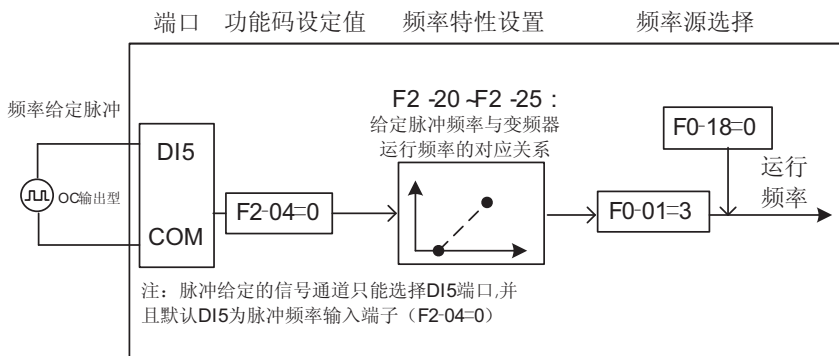 端口 功能码设定值 频率特性设置 频率源选择
频率给定脉冲
OC输出型
DI5
COM
F2-04=0
F2-20~F2-25:
给定脉冲频率与变频器
运行频率的对应关系
F0-18=0
F0-01=3
运行
频率
注: 脉冲给定的信号通道只能选择DI5端口,并
且默认DI5为脉冲频率输入端子（F2-04=0）